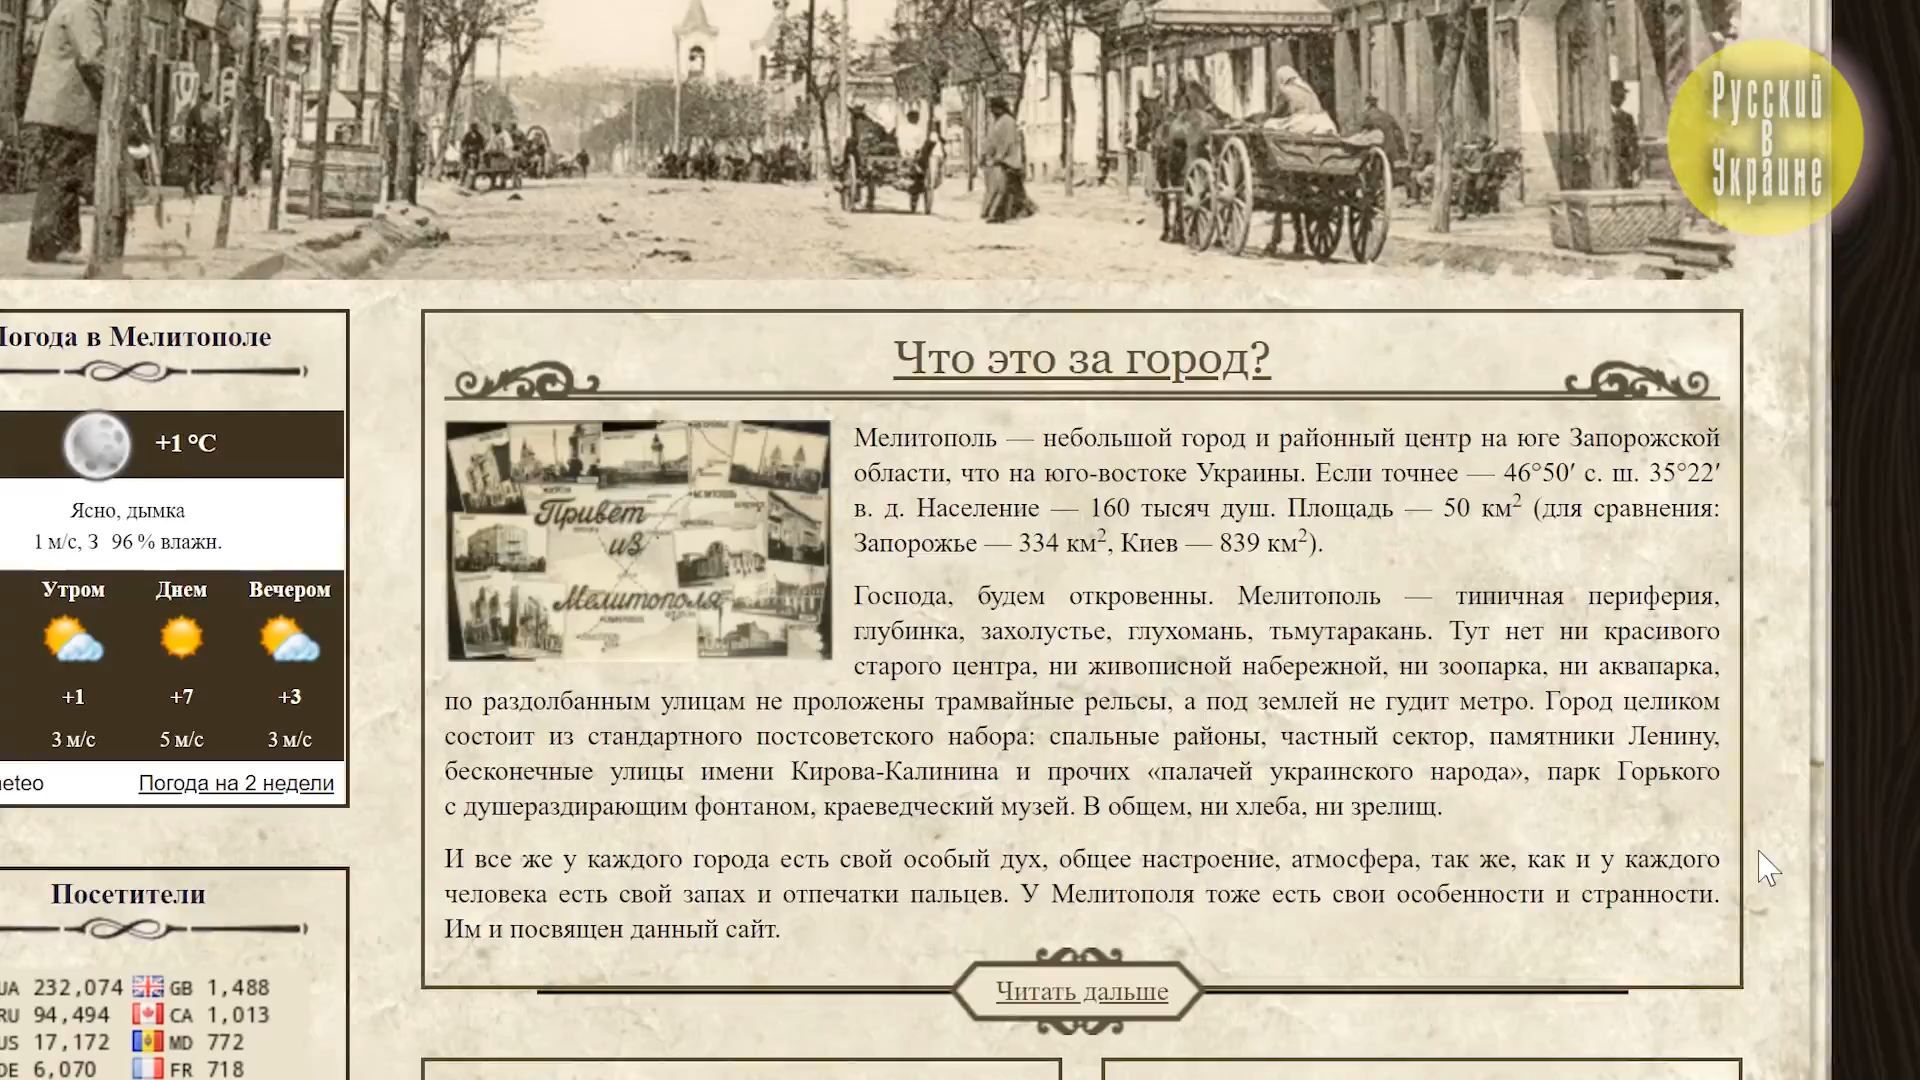 Русский
в
Украине
Погода в Мелитополе
+1 °C
Ясно, дымка
1 м/с, З 96 % влажн.
Утром Днем Вечером
+1 +7 +3
3 м/с 5 м/с 3 м/с
Погода на 2 недели
Посетители
UA 232,074 GB 1,488
RU 94,494 CA 1,013
US 17,172 MD 772
DE 6,070 FR 718
Что это за город?
Привет
из
Мелитополя
Мелитополь — небольшой город и районный центр на юге Запорожской
области, что на юго-востоке Украины. Если точнее — 46°50′ с. ш. 35°22′
в. д. Население — 160 тысяч душ. Площадь — 50 км² (для сравнения:
Запорожье — 334 км², Киев — 839 км²).
Господа, будем откровенны. Мелитополь — типичная периферия,
глубинка, захолустье, глухомань, тьмутаракань. Тут нет ни красивого
старого центра, ни живописной набережной, ни зоопарка, ни аквапарка,
по раздолбанным улицам не проложены трамвайные рельсы, а под землей не гудит метро. Город целиком
состоит из стандартного постсоветского набора: спальные районы, частный сектор, памятники Ленину,
бесконечные улицы имени Кирова-Калинина и прочих «палачей украинского народа», парк Горького
с душераздирающим фонтаном, краеведческий музей. В общем, ни хлеба, ни зрелищ.
И все же у каждого города есть свой особый дух, общее настроение, атмосфера, так же, как и у каждого
человека есть свой запах и отпечатки пальцев. У Мелитополя тоже есть свои особенности и странности.
Им и посвящен данный сайт.
Читать дальше